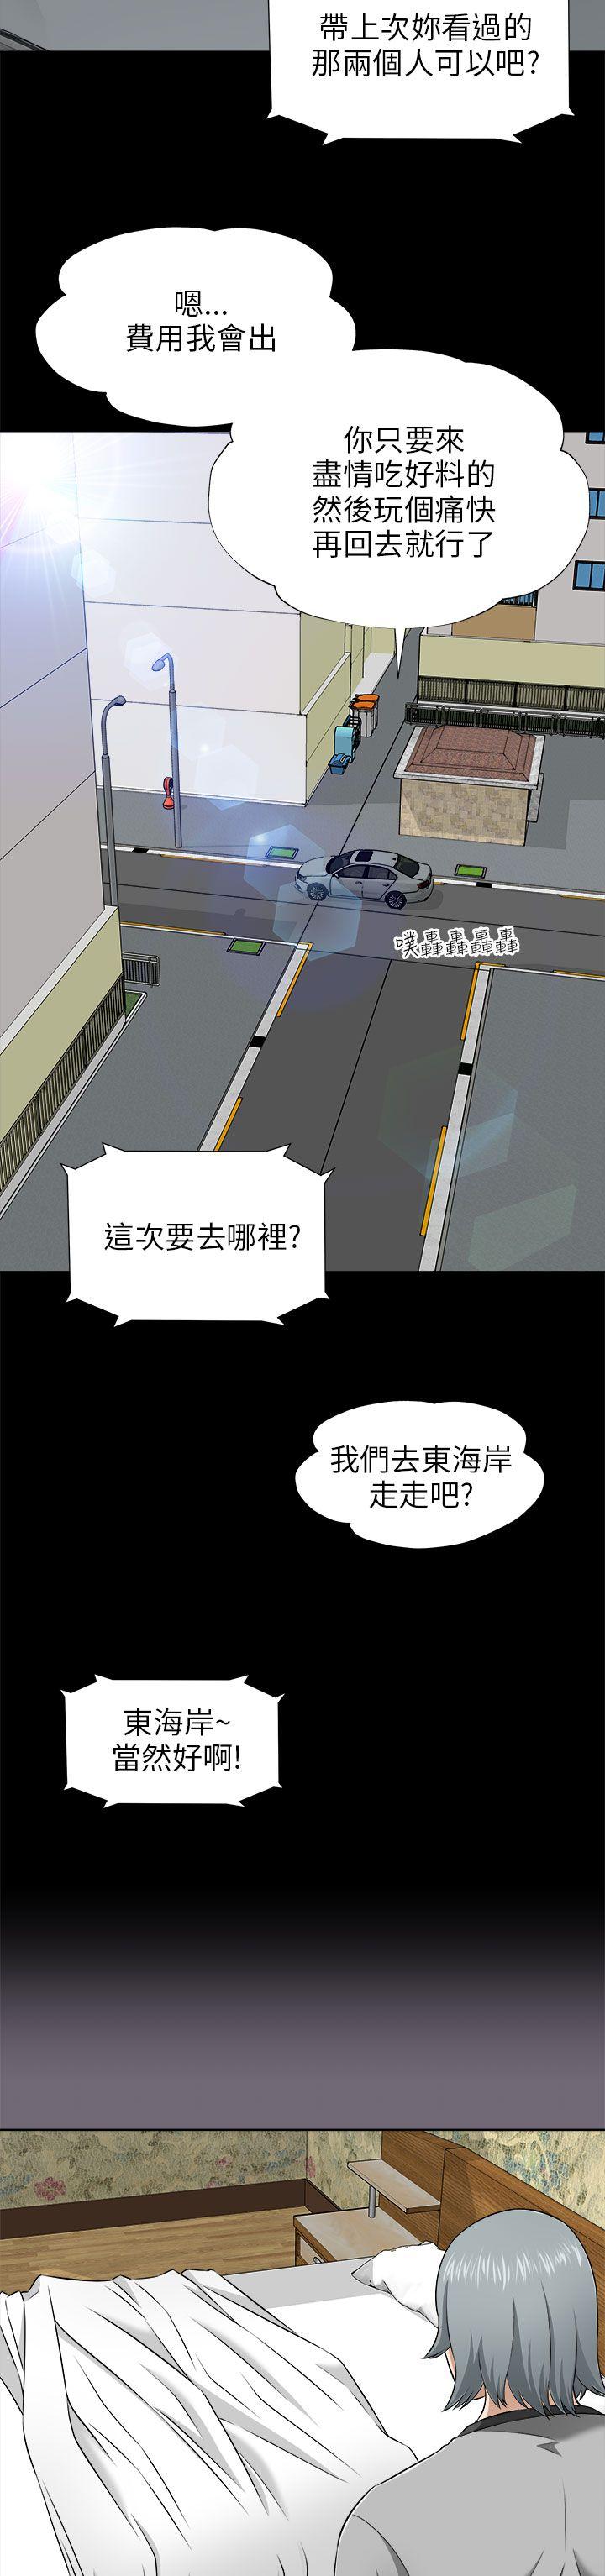 帶上次妳看過的
那兩個人可以吧?
嗯...
費用我會出
你只要來
盡情吃好料的
然後玩個痛快
再回去就行了
噗轟轟轟轟
這次要去哪裡?
我們去東海岸
走走吧?
東海岸~
當然好啊!